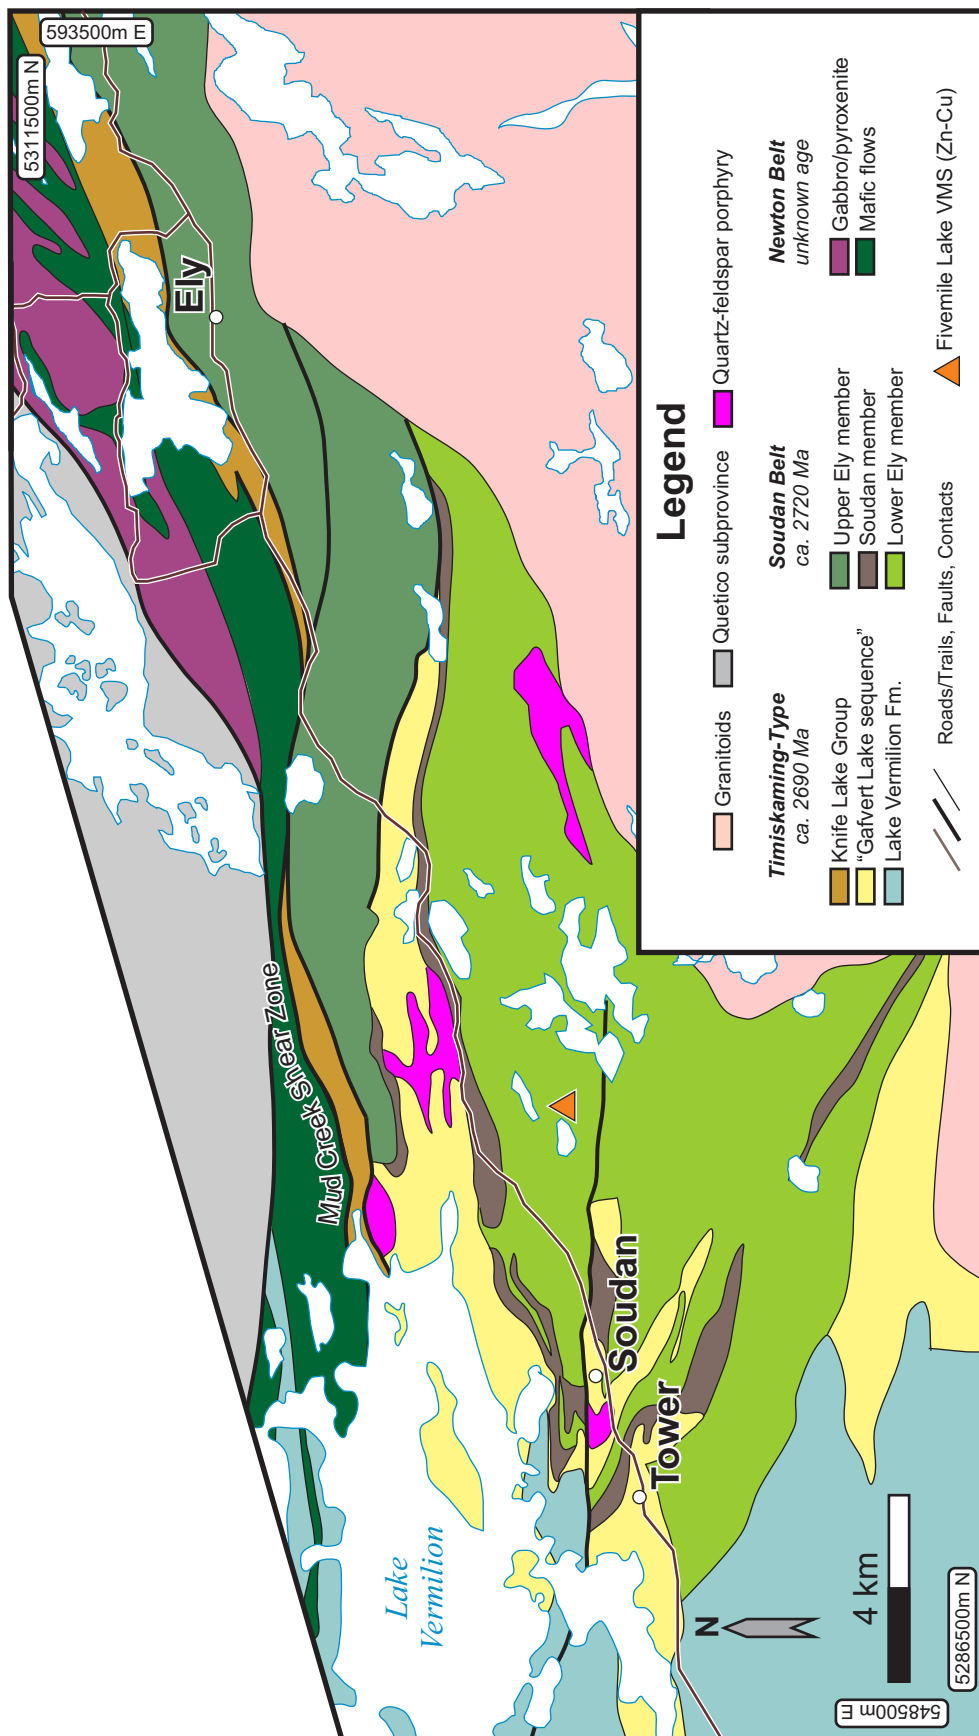 5311500m N
593500m E
Ely
Mud Creek Shear Zone
Lake
Vermilion
Soudan
Tower
N
4 km
548500m E
5286500m N
Legend
Granitoids
Quetico subprovince
Quartz-feldspar porphyry
Timiskaming-Type
ca. 2690 Ma
Knife Lake Group
“Gafvert Lake sequence”
Lake Vermilion Fm.
Soudan Belt
ca. 2720 Ma
Upper Ely member
Soudan member
Lower Ely member
Newton Belt
unknown age
Gabbro/pyroxenite
Mafic flows
Roads/Trails, Faults, Contacts
Fivemile Lake VMS (Zn-Cu)